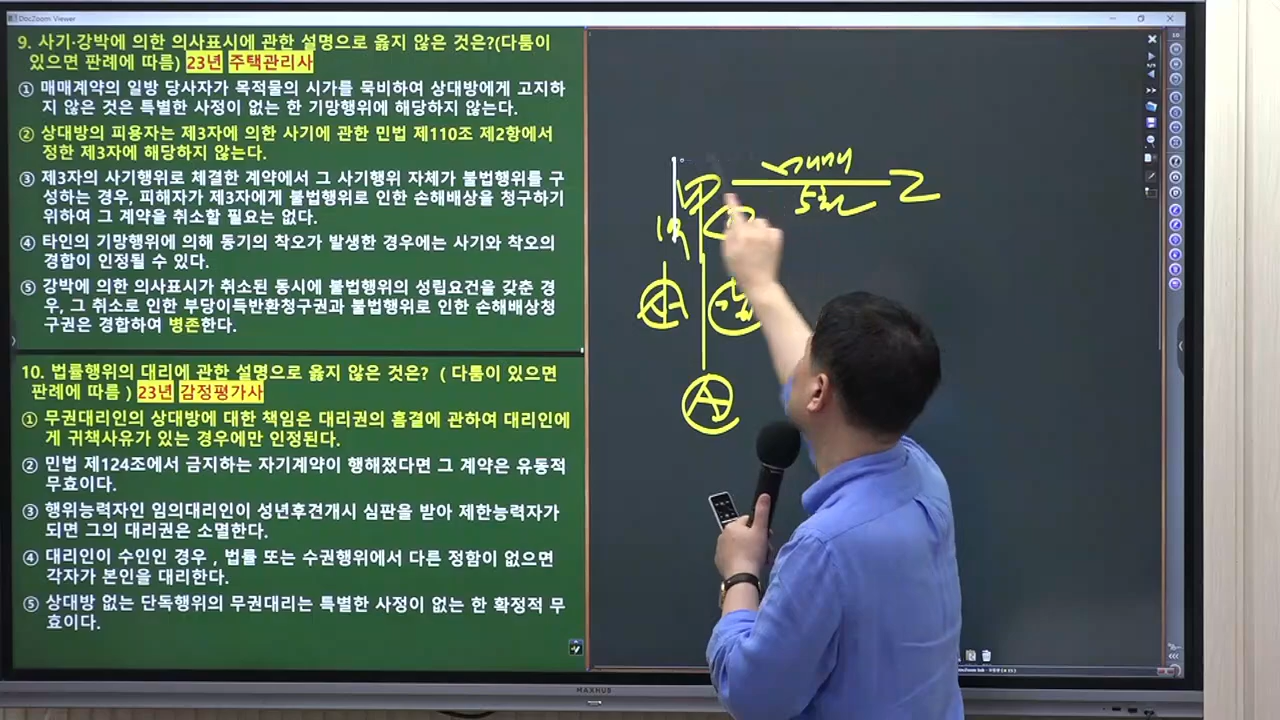 DocZoom Viewer
9. 사기·강박에 의한 의사표시에 관한 설명으로 옳지 않은 것은?(다툼이
있으면 판례에 따름) 23년 주택관리사
① 매매계약의 일방 당사자가 목적물의 시가를 묵비하여 상대방에게 고지하
지 않은 것은 특별한 사정이 없는 한 기망행위에 해당하지 않는다.
② 상대방의 피용자는 제3자에 의한 사기에 관한 민법 제110조 제2항에서
정한 제3자에 해당하지 않는다.
③ 제3자의 사기행위로 체결한 계약에서 그 사기행위 자체가 불법행위를 구
성하는 경우, 피해자가 제3자에게 불법행위로 인한 손해배상을 청구하기
위하여 그 계약을 취소할 필요는 없다.
④ 타인의 기망행위에 의해 동기의 착오가 발생한 경우에는 사기와 착오의
경합이 인정될 수 있다.
⑤ 강박에 의한 의사표시가 취소된 동시에 불법행위의 성립요건을 갖춘 경
우, 그 취소로 인한 부당이득반환청구권과 불법행위로 인한 손해배상청
구권은 경합하여 병존한다.
10. 법률행위의 대리에 관한 설명으로 옳지 않은 것은? ( 다툼이 있으면
판례에 따름 ) 23년 감정평가사
① 무권대리인의 상대방에 대한 책임은 대리권의 흠결에 관하여 대리인에
게 귀책사유가 있는 경우에만 인정된다.
② 민법 제124조에서 금지하는 자기계약이 행해졌다면 그 계약은 유동적
무효이다.
③ 행위능력자인 임의대리인이 성년후견개시 심판을 받아 제한능력자가
되면 그의 대리권은 소멸한다.
④ 대리인이 수인인 경우 , 법률 또는 수권행위에서 다른 정함이 없으면
각자가 본인을 대리한다.
⑤ 상대방 없는 단독행위의 무권대리는 특별한 사정이 없는 한 확정적 무
효이다.
매매
甲
乙
5천
1억
A
MAXHUB